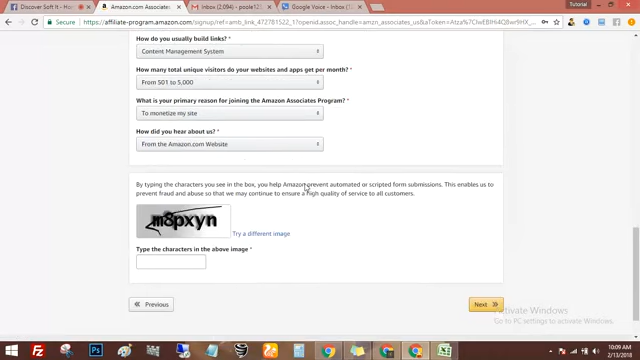 Discover Soft It - Ho
Amazon.com Associates
Inbox (2,094) - poole12
Google Voice - Inbox (10
Tutorial
Secure
https://affiliate-program.amazon.com/signup/ref=amb_link_472781522_1?openid.assoc_handle=amzn_associates_us&aToken=Atza
How do you usually build links? *
Content Management System
How many total unique visitors do your websites and apps get per month? *
From 501 to 5,000
What is your primary reason for joining the Amazon Associates Program? *
To monetize my site
How did you hear about us? *
From the Amazon.com Website
By typing the characters you see in the box, you help Amazon prevent automated or scripted form submissions. This enables us to
prevent fraud and abuse so that we may continue to ensure a high quality of service to all customers.
m8pxyn
Try a different image
Type the characters in the above image *
Previous
Next
Activate Windows
Go to PC settings to activate Windows.
10:09 AM
2/13/2018